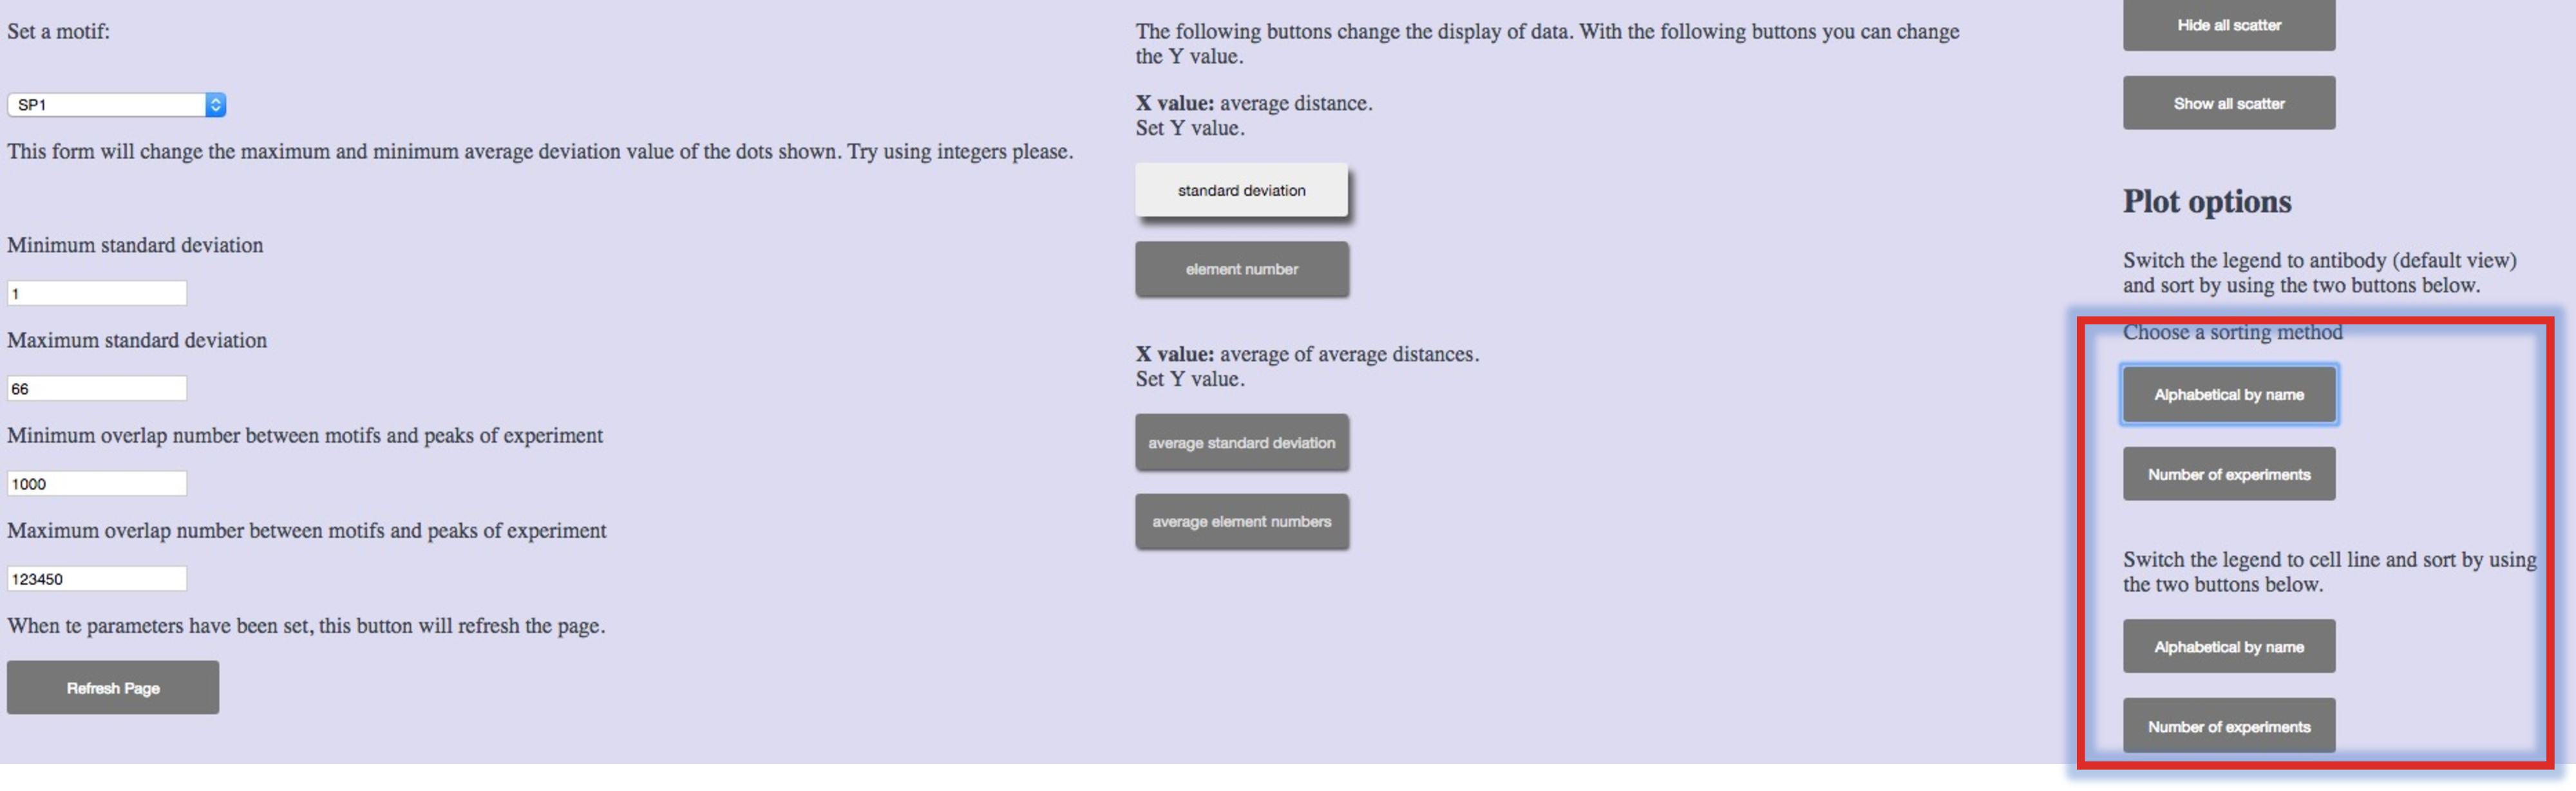 Set a motif:
SP1
This form will change the maximum and minimum average deviation value of the dots shown. Try using integers please.
Minimum standard deviation
1
Maximum standard deviation
66
Minimum overlap number between motifs and peaks of experiment
1000
Maximum overlap number between motifs and peaks of experiment
123450
When te parameters have been set, this button will refresh the page.
Refresh Page
The following buttons change the display of data. With the following buttons you can change
the Y value.
X value: average distance.
Set Y value.
standard deviation
element number
X value: average of average distances.
Set Y value.
average standard deviation
average element numbers
Hide all scatter
Show all scatter
Plot options
Switch the legend to antibody (default view)
and sort by using the two buttons below.
Choose a sorting method
Alphabetical by name
Number of experiments
Switch the legend to cell line and sort by using
the two buttons below.
Alphabetical by name
Number of experiments